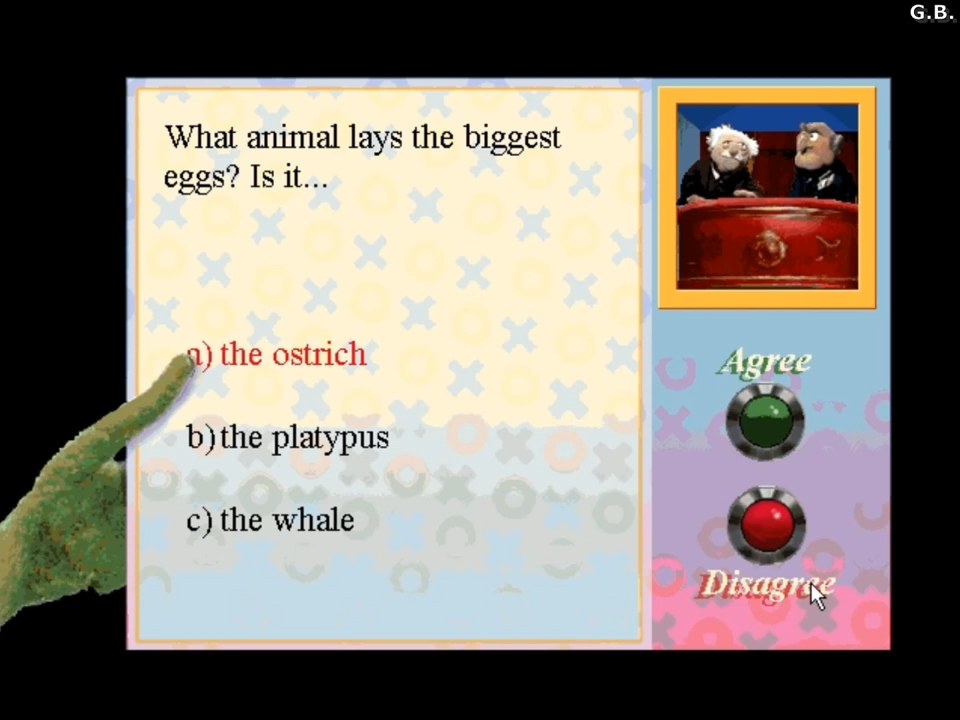 G.B.
What animal lays the biggest
eggs? Is it...
a) the ostrich
b) the platypus
c) the whale
Agree
Disagree